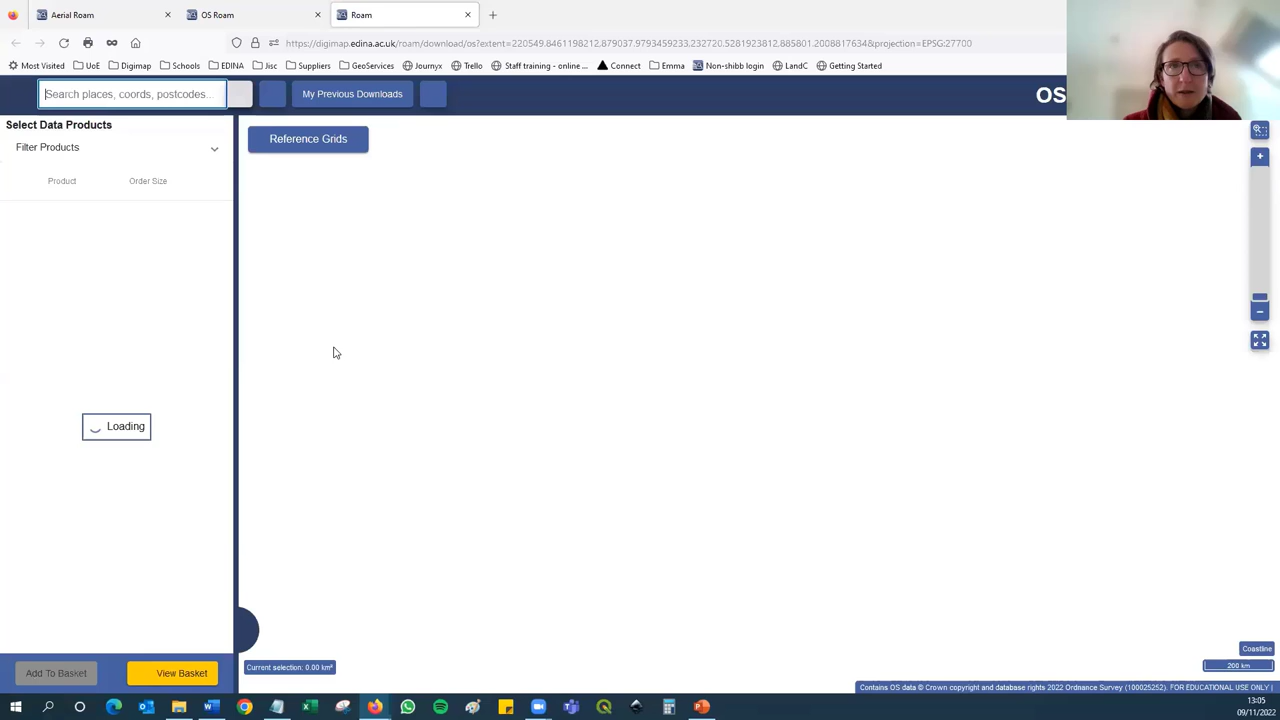 Aerial Roam
OS Roam
Roam
https://digimap.edina.ac.uk/roam/download/os?extent=220549.8461198212,879037.9793459233,232720.5281923812,885801.2008817634&projection=EPSG:27700
Most Visited UoE Digimap Schools EDINA Jisc Suppliers GeoServices Journyx Trello Staff training - online ... Connect Emma Non-shibb login LandC Getting Started
Search places, coords, postcodes...
My Previous Downloads
OS
Select Data Products
Filter Products
Product Order Size
Loading
Add To Basket
View Basket
Reference Grids
Current selection: 0.00 km²
Coastline
200 km
Contains OS data © Crown copyright and database rights 2022 Ordnance Survey (100025252). FOR EDUCATIONAL USE ONLY |
13:05
09/11/2022